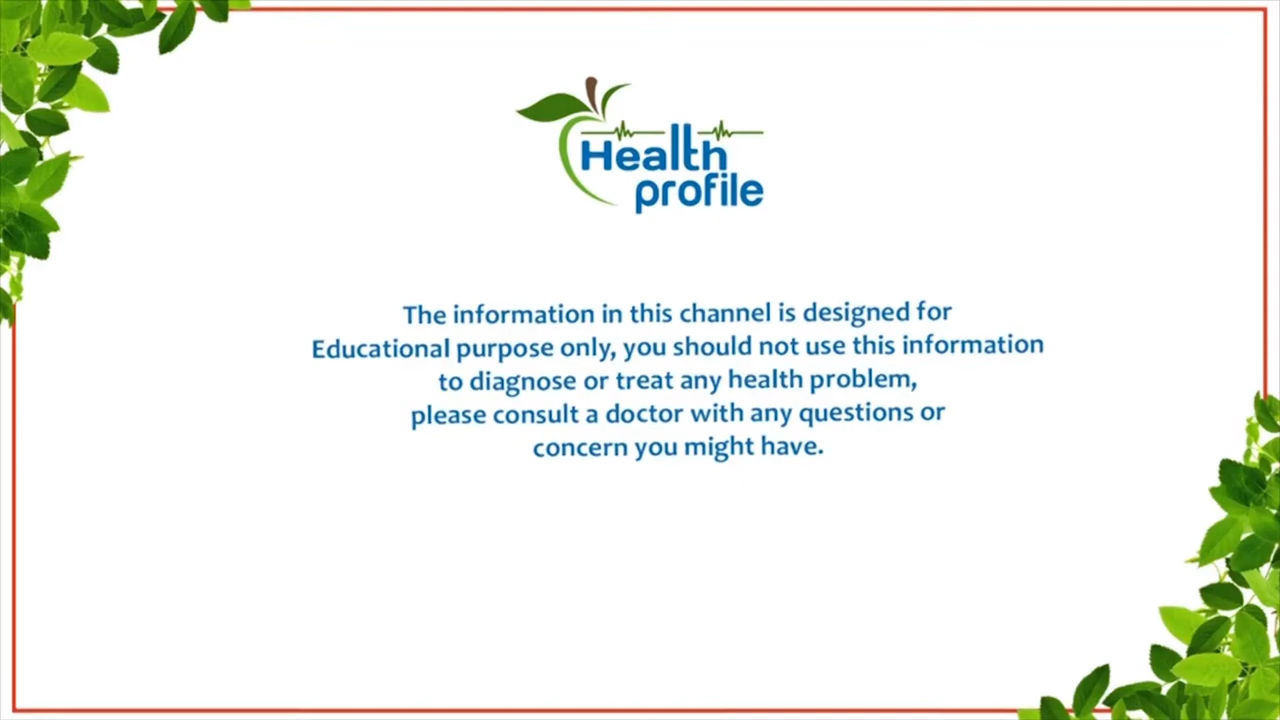 Health
profile
The information in this channel is designed for
Educational purpose only, you should not use this information
to diagnose or treat any health problem,
please consult a doctor with any questions or
concern you might have.